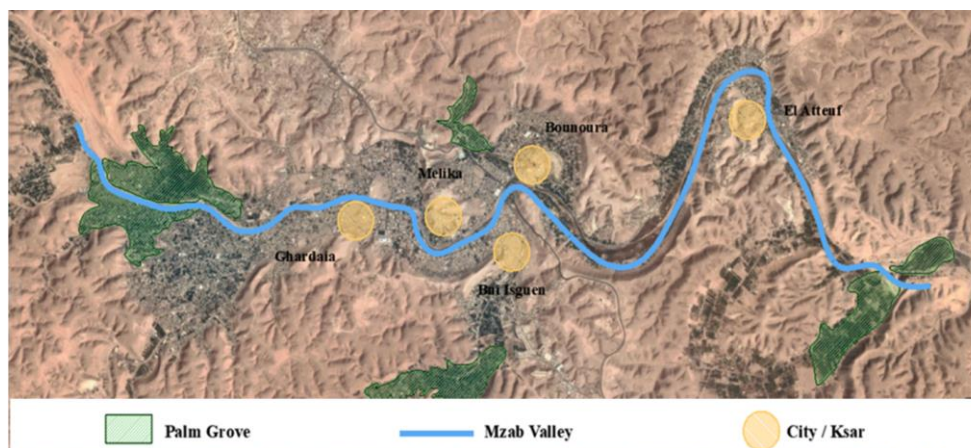 El Atteuf
Bounoura
Melika
Ghardaia
Bni Isguen
Palm Grove
Mzab Valley
City / Ksar